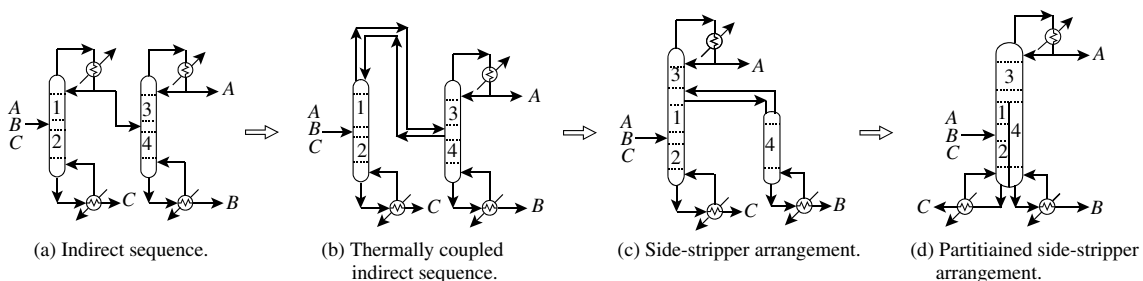 A
B
C
1
2
3
4
A
C
B
(a) Indirect sequence.
A
B
C
1
2
3
4
A
C
B
(b) Thermally coupled
indirect sequence.
A
B
C
3
1
2
4
A
C
B
(c) Side-stripper arrangement.
A
B
C
3
1
2
4
A
C
B
(d) Partitiained side-stripper
arrangement.